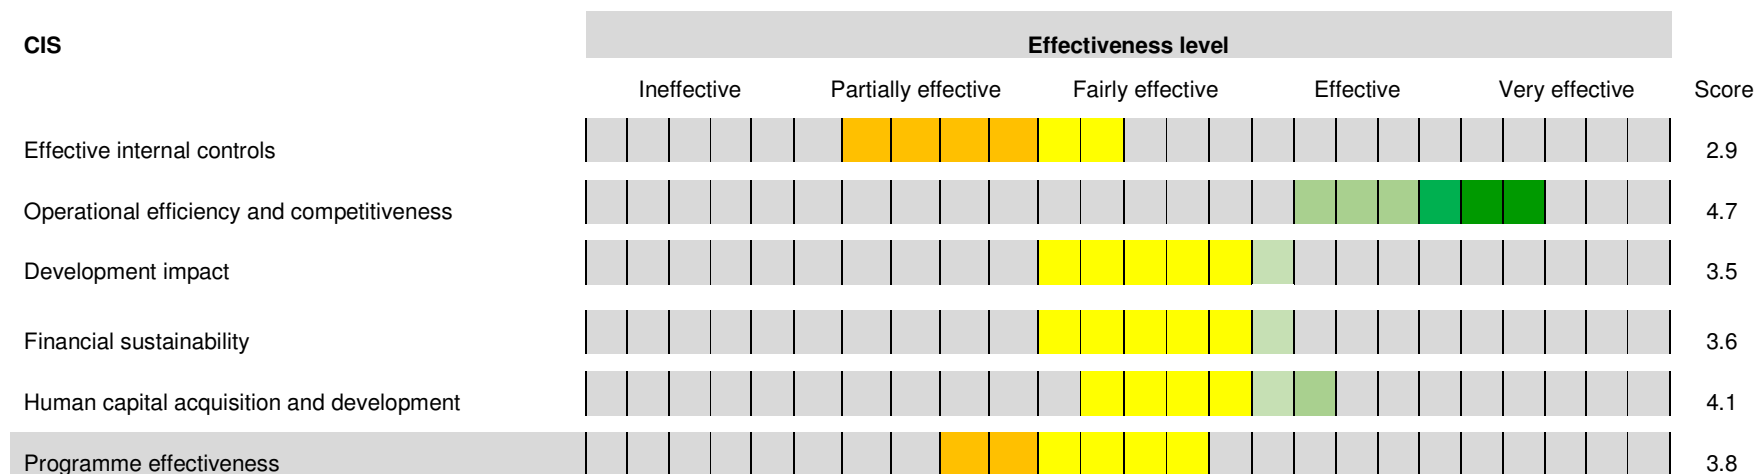 CIS Effectiveness level
Ineffective Partially effective Fairly effective Effective Very effective Score
Effective internal controls 2.9
Operational efficiency and competitiveness 4.7
Development impact 3.5
Financial sustainability 3.6
Human capital acquisition and development 4.1
Programme effectiveness 3.8